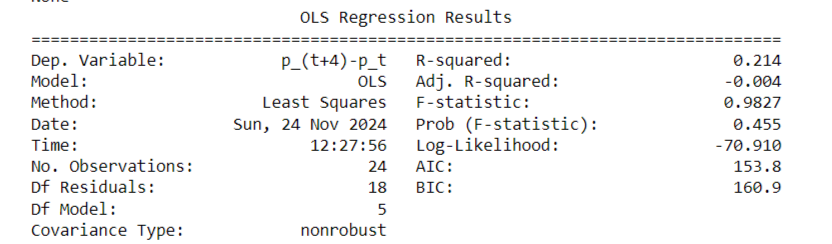 None
OLS Regression Results
==============================================================================
Dep. Variable: p_(t+4)-p_t R-squared: 0.214
Model: OLS Adj. R-squared: -0.004
Method: Least Squares F-statistic: 0.9827
Date: Sun, 24 Nov 2024 Prob (F-statistic): 0.455
Time: 12:27:56 Log-Likelihood: -70.910
No. Observations: 24 AIC: 153.8
Df Residuals: 18 BIC: 160.9
Df Model: 5
Covariance Type: nonrobust